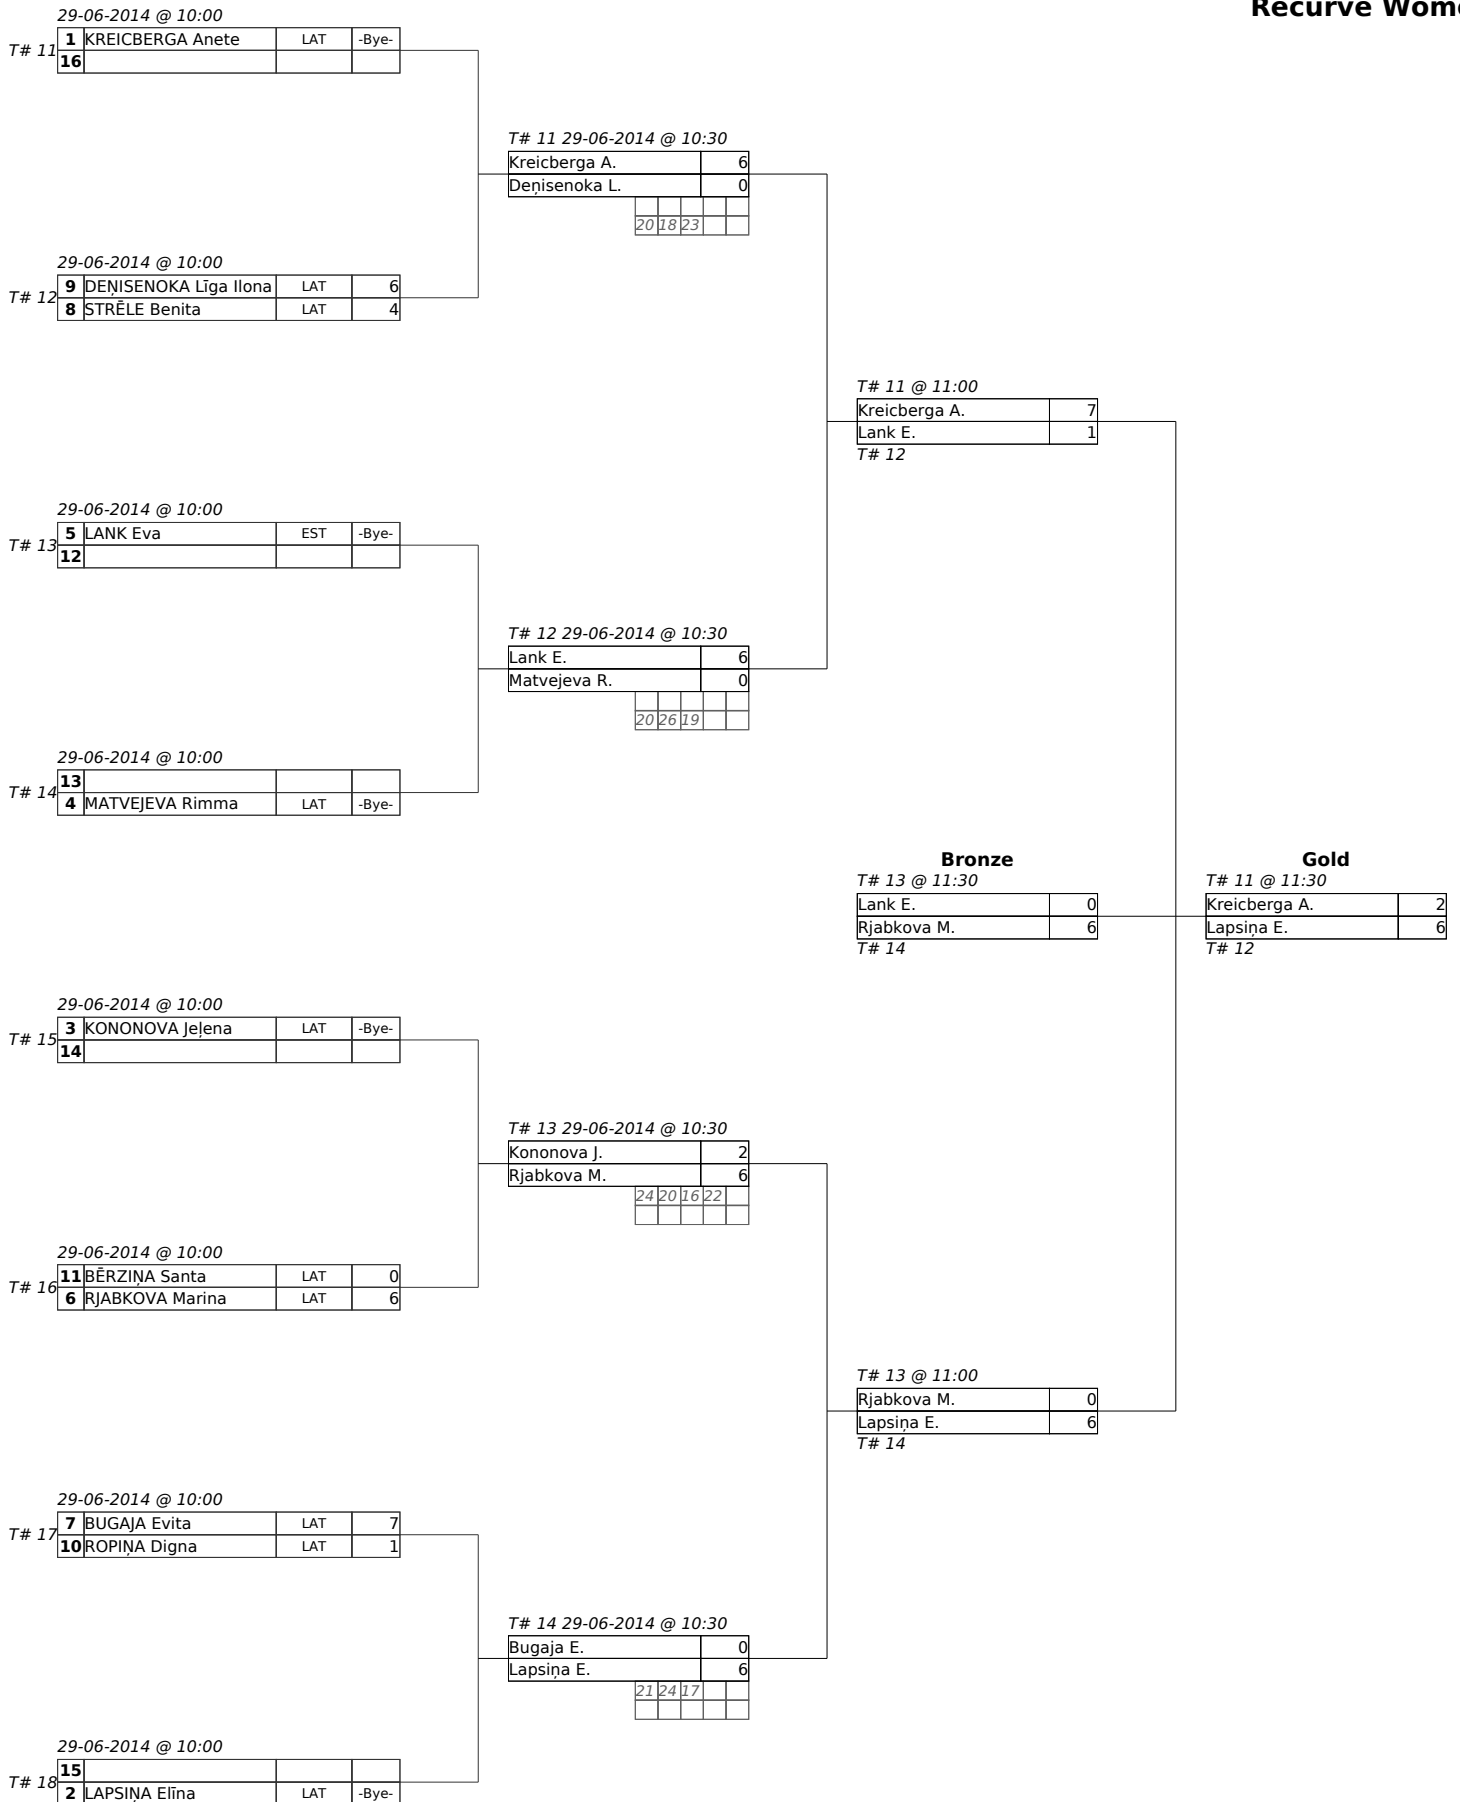 Recurve Wome
29-06-2014 @ 10:00
T# 11
1 KREICBERGA Anete LAT -Bye-
16
T# 11 29-06-2014 @ 10:30
Kreicberga A. 6
Deņisenoka L. 0
20 18 23
29-06-2014 @ 10:00
T# 12
9 DEŅISENOKA Līga Ilona LAT 6
8 STRĒLE Benita LAT 4
T# 11 @ 11:00
Kreicberga A. 7
Lank E. 1
T# 12
29-06-2014 @ 10:00
T# 13
5 LANK Eva EST -Bye-
12
T# 12 29-06-2014 @ 10:30
Lank E. 6
Matvejeva R. 0
20 26 19
29-06-2014 @ 10:00
T# 14
13
4 MATVEJEVA Rimma LAT -Bye-
Bronze
T# 13 @ 11:30
Lank E. 0
Rjabkova M. 6
T# 14
Gold
T# 11 @ 11:30
Kreicberga A. 2
Lapsiņa E. 6
T# 12
29-06-2014 @ 10:00
T# 15
3 KONONOVA Jeļena LAT -Bye-
14
T# 13 29-06-2014 @ 10:30
Kononova J. 2
Rjabkova M. 6
24 20 16 22
29-06-2014 @ 10:00
T# 16
11 BĒRZIŅA Santa LAT 0
6 RJABKOVA Marina LAT 6
T# 13 @ 11:00
Rjabkova M. 0
Lapsiņa E. 6
T# 14
29-06-2014 @ 10:00
T# 17
7 BUGAJA Evita LAT 7
10 ROPIŅA Digna LAT 1
T# 14 29-06-2014 @ 10:30
Bugaja E. 0
Lapsiņa E. 6
21 24 17
29-06-2014 @ 10:00
T# 18
15
2 LAPSIŅA Elīna LAT -Bye-